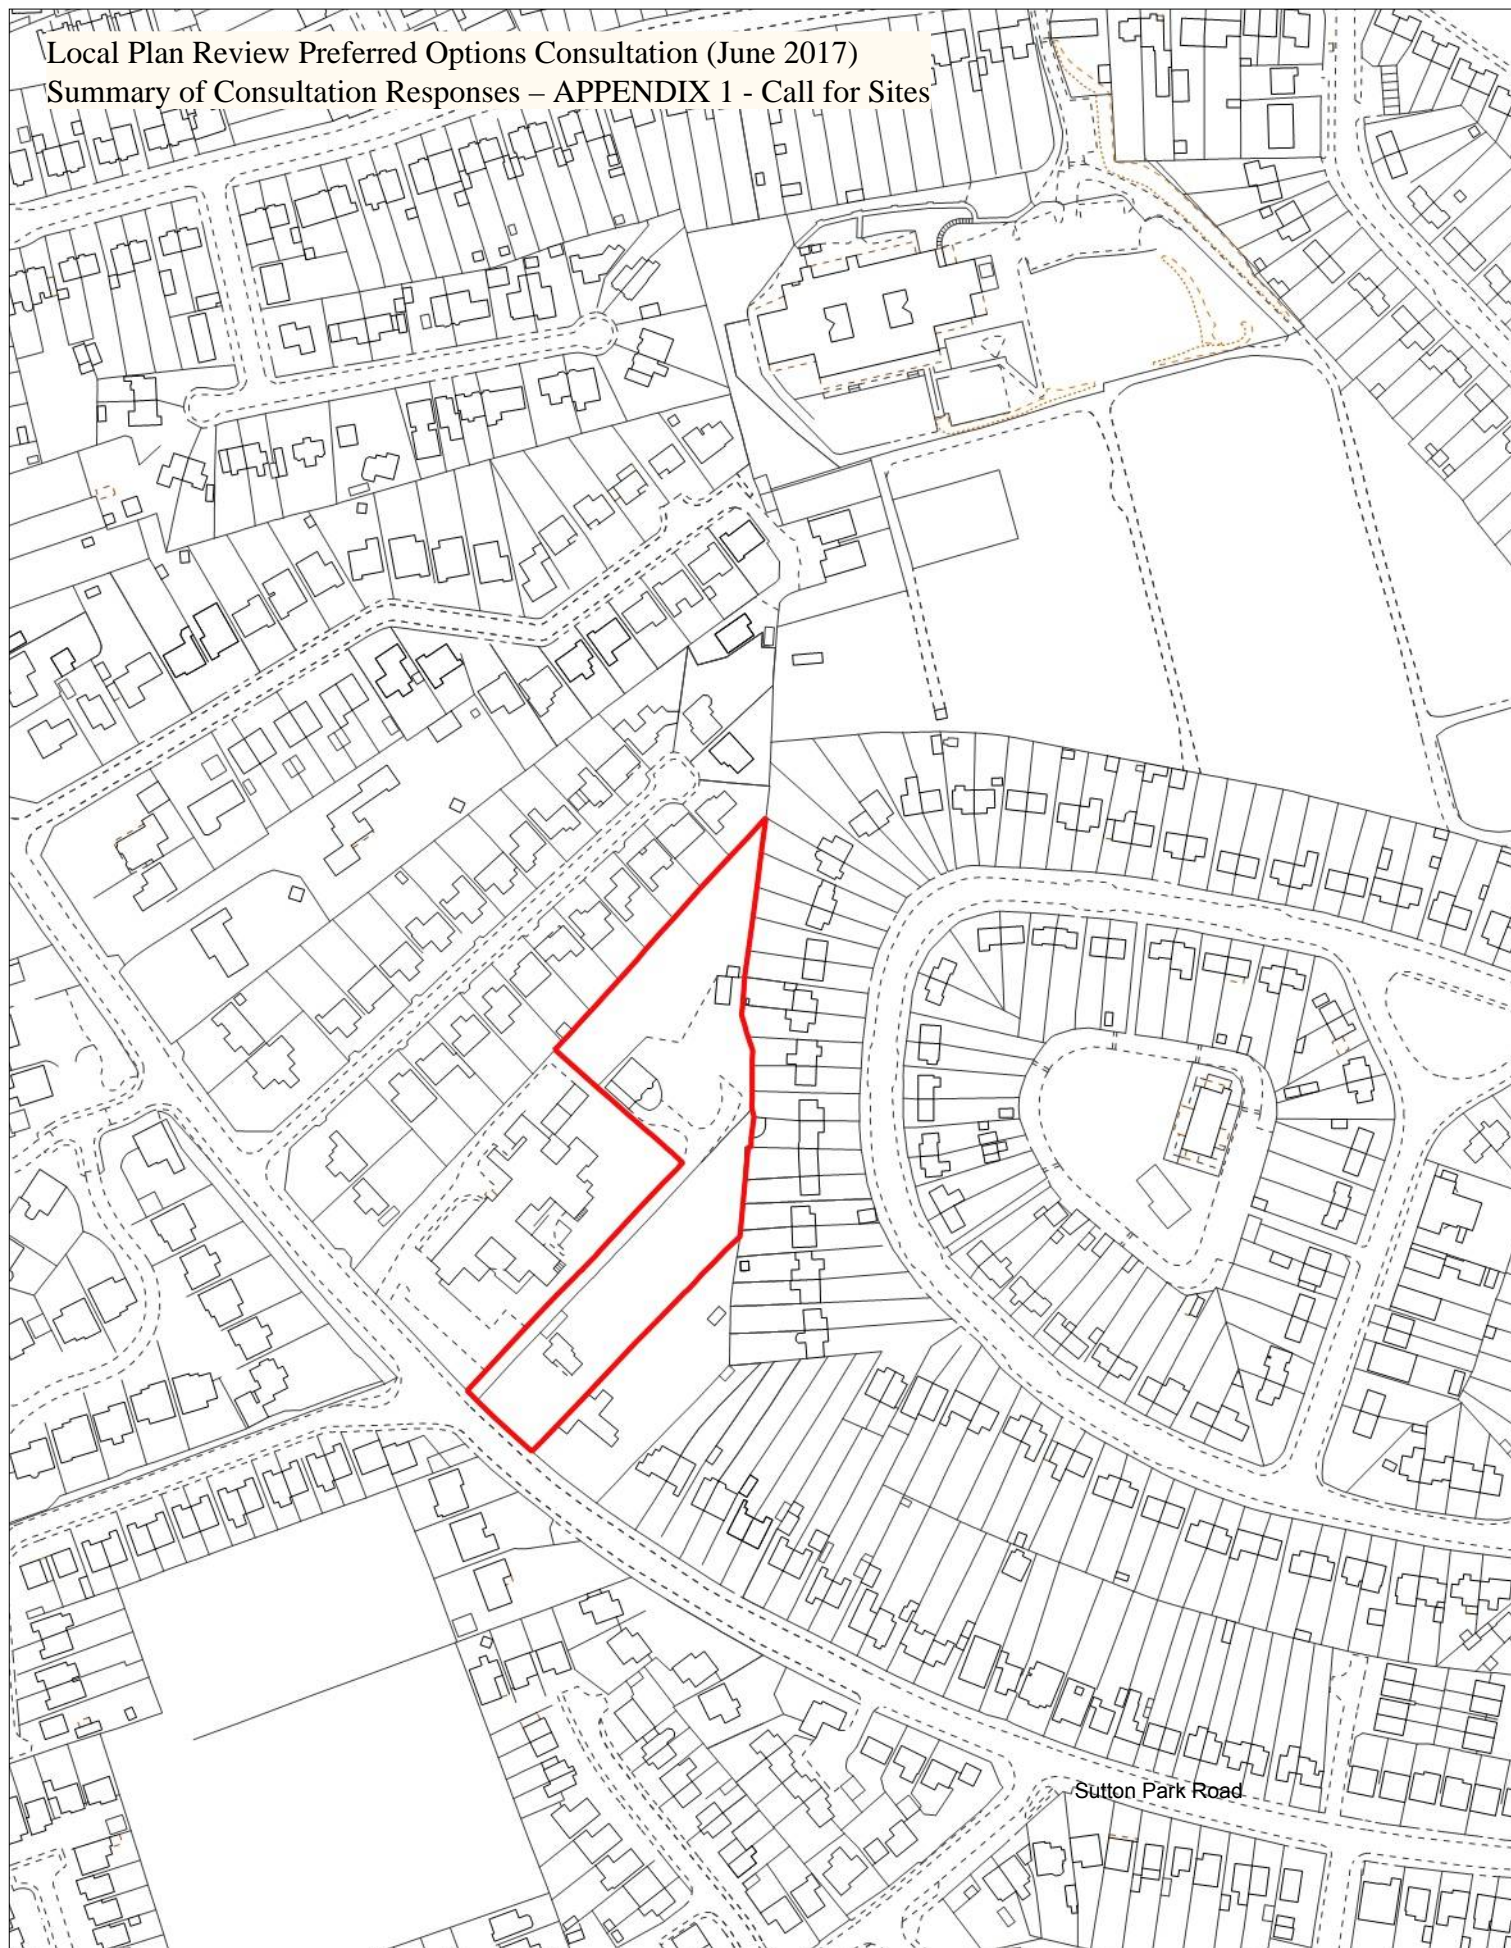 Local Plan Review Preferred Options Consultation (June 2017)
Summary of Consultation Responses – APPENDIX 1 - Call for Sites
Sutton Park Road